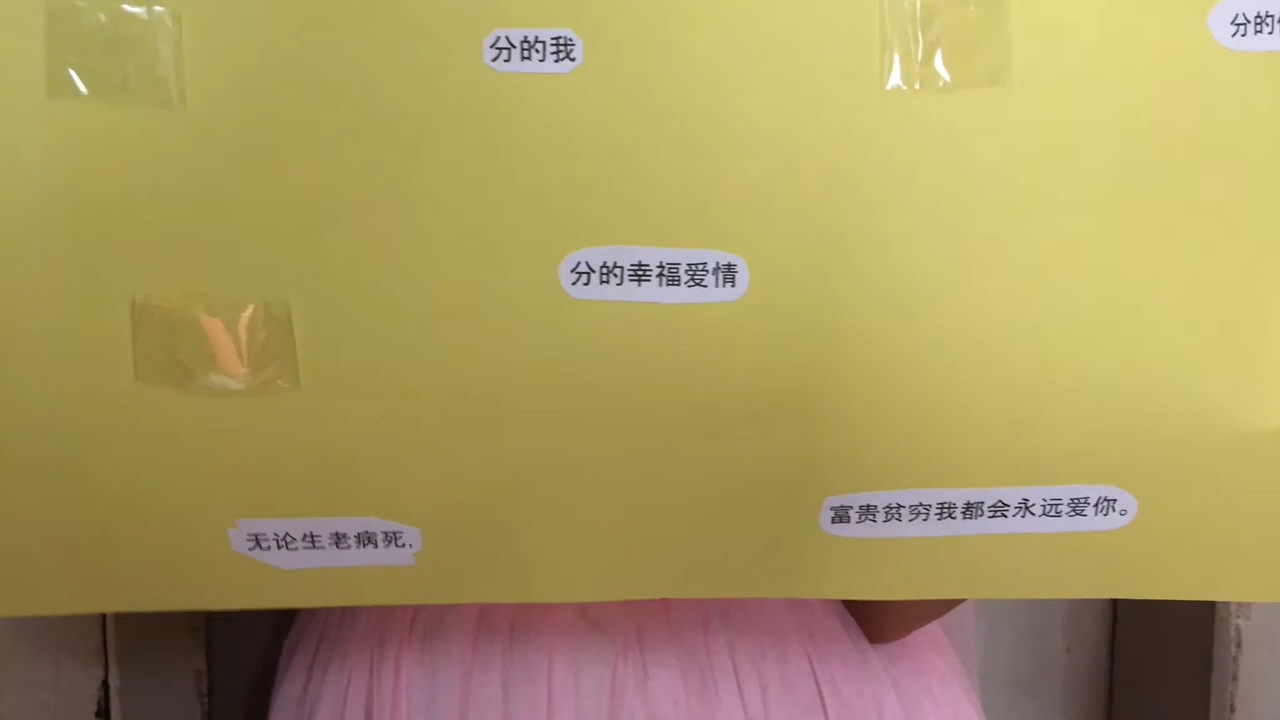 分的我
分的
分的幸福爱情
无论生老病死,
富贵贫穷我都会永远爱你。